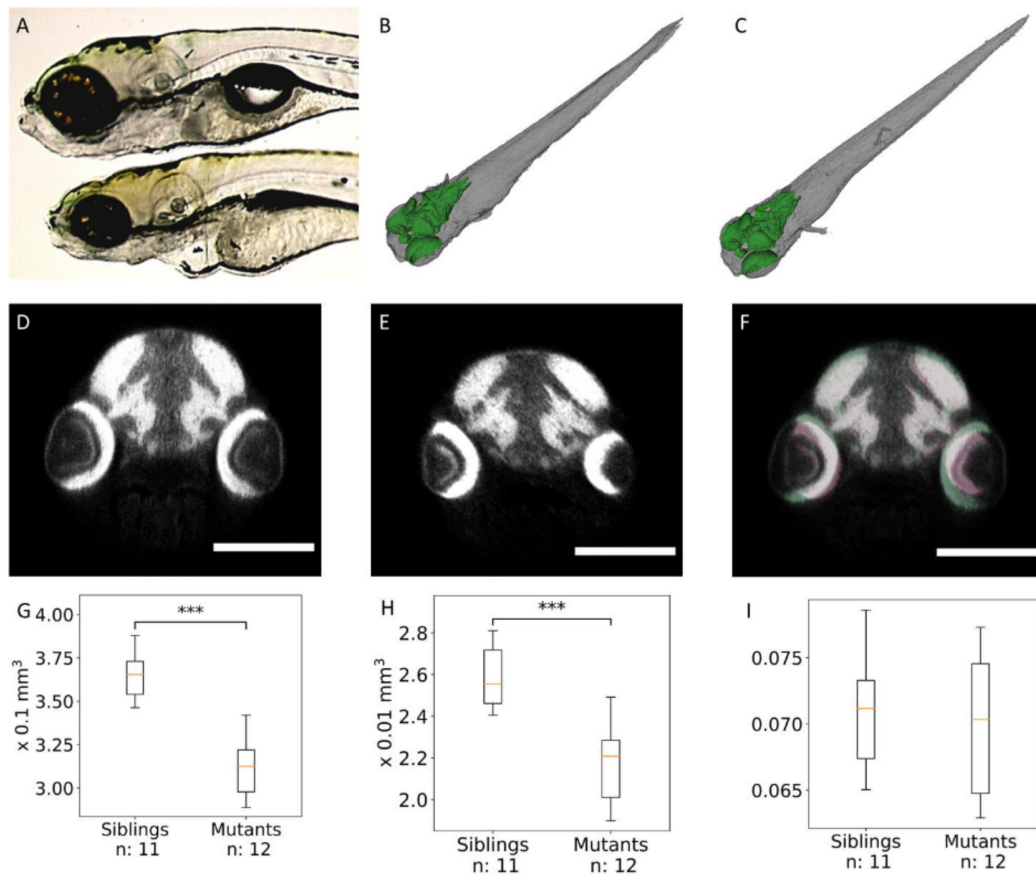 A
B
C
D
E
F
G
***
4.00
3.75
3.50
3.25
3.00
x 0.1 mm³
Siblings
n: 11
Mutants
n: 12
H
***
2.8
2.6
2.4
2.2
2.0
x 0.01 mm³
Siblings
n: 11
Mutants
n: 12
I
0.075
0.070
0.065
Siblings
n: 11
Mutants
n: 12